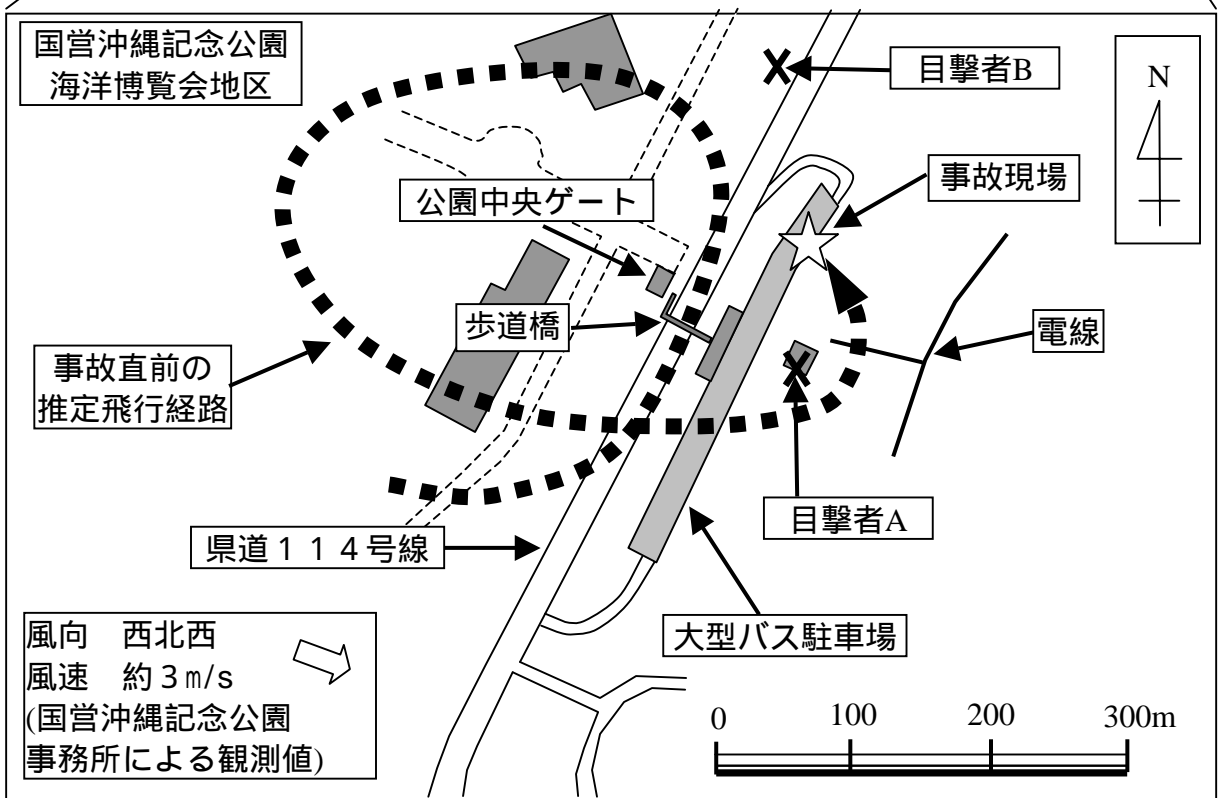 国営沖縄記念公園
海洋博覧会地区
目撃者B
N
事故現場
公園中央ゲート
歩道橋
電線
事故直前の
推定飛行経路
目撃者A
県道１１４号線
大型バス駐車場
風向　西北西
風速　約３㎧
(国営沖縄記念公園
事務所による観測値)
0 100 200 300m